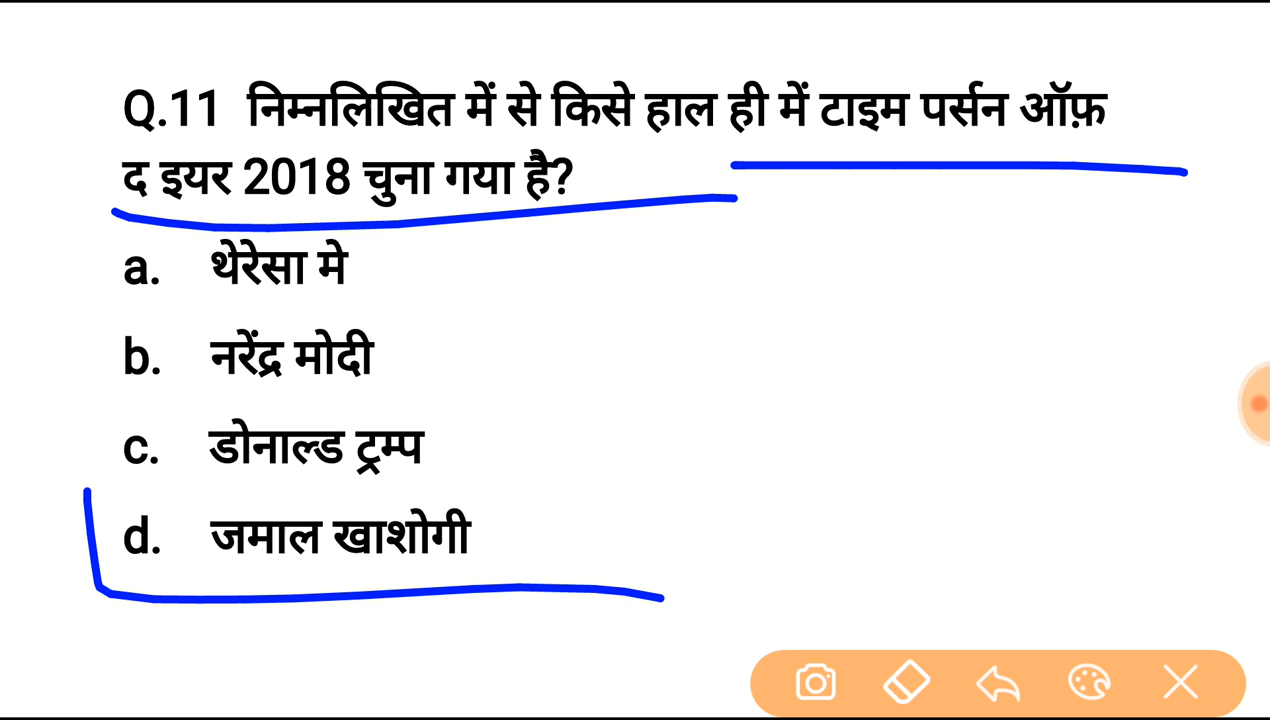 Q.11 निम्नलिखित में से किसे हाल ही में टाइम पर्सन ऑफ़
द इयर 2018 चुना गया है?
a. थेरेसा मे
b. नरेंद्र मोदी
c. डोनाल्ड ट्रम्प
d. जमाल खाशोगी